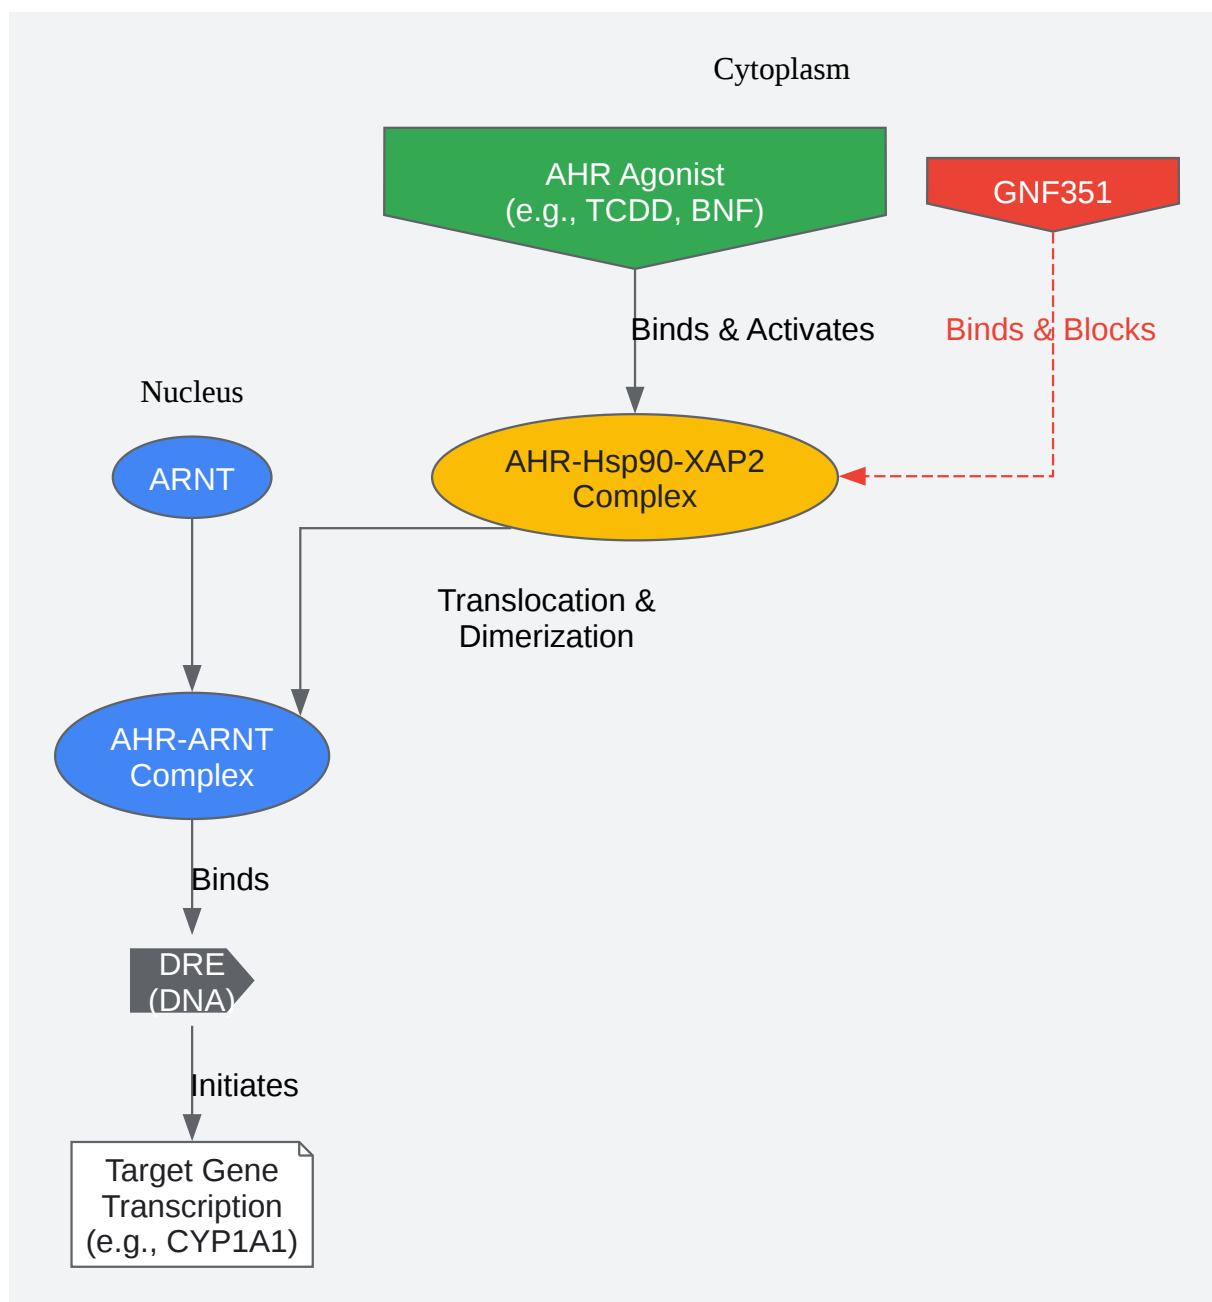 Cytoplasm
AHR Agonist
(e.g., TCDD, BNF)
GNF351
Binds & Activates
Binds & Blocks
Nucleus
ARNT
AHR-Hsp90-XAP2
Complex
Translocation &
Dimerization
AHR-ARNT
Complex
Binds
DRE
(DNA)
Initiates
Target Gene
Transcription
(e.g., CYP1A1)